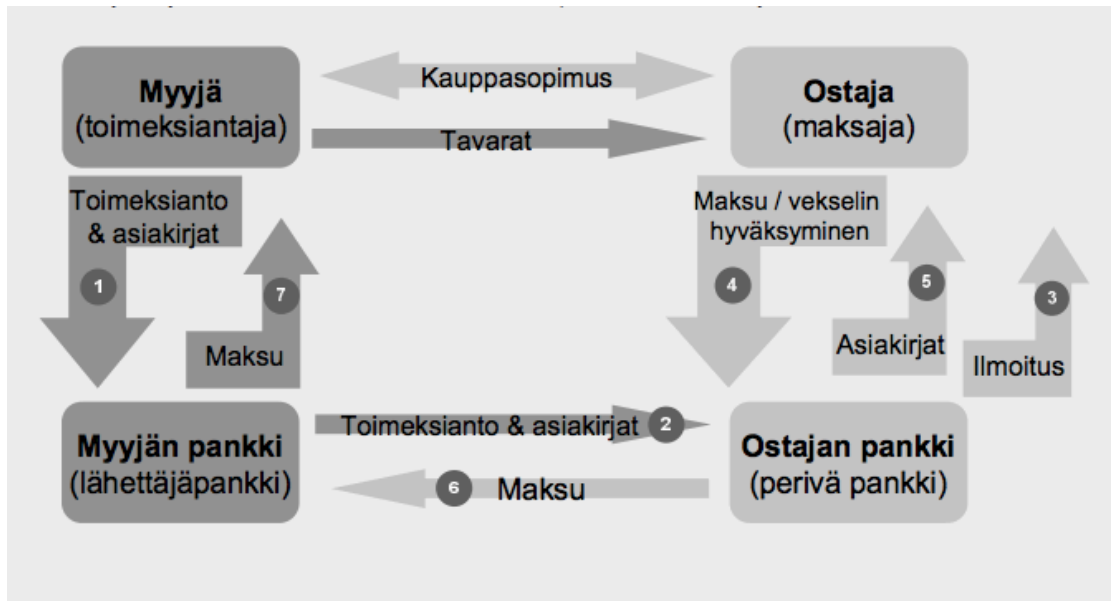 Myyjä
(toimeksiantaja)
Kauppasopimus
Tavarat
Ostaja
(maksaja)
Toimeksianto
& asiakirjat
1
7
Maksu
Maksu / vekselin
hyväksyminen
4
5
Asiakirjat
3
Ilmoitus
Myyjän pankki
(lähettäjäpankki)
Toimeksianto & asiakirjat 2
6 Maksu
Ostajan pankki
(perivä pankki)